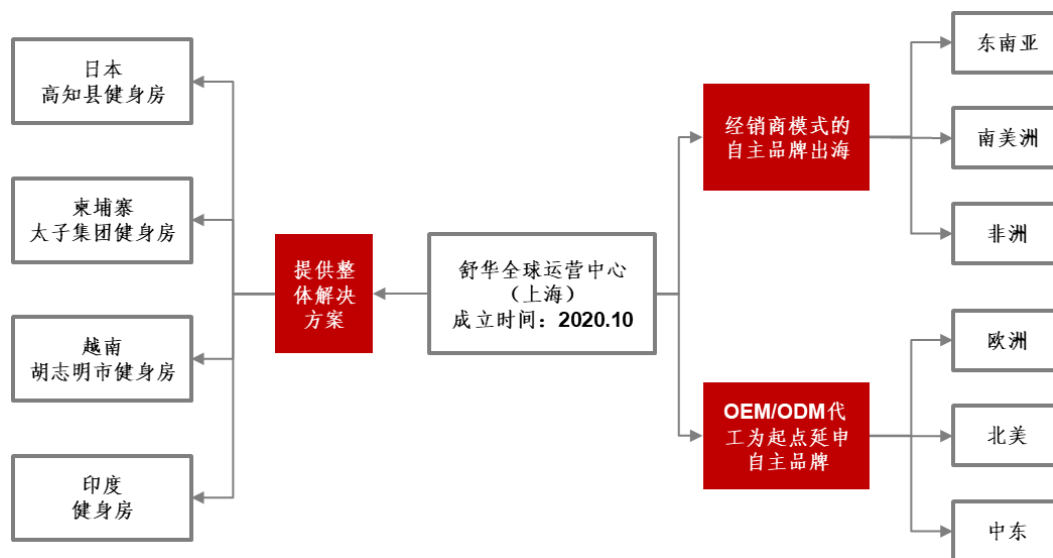 日本
高知县健身房
柬埔寨
太子集团健身房
越南
胡志明市健身房
印度
健身房
提供整
体解决
方案
舒华全球运营中心
（上海）
成立时间：2020.10
经销商模式的
自主品牌出海
OEM/ODM代
工为起点延申
自主品牌
东南亚
南美洲
非洲
欧洲
北美
中东